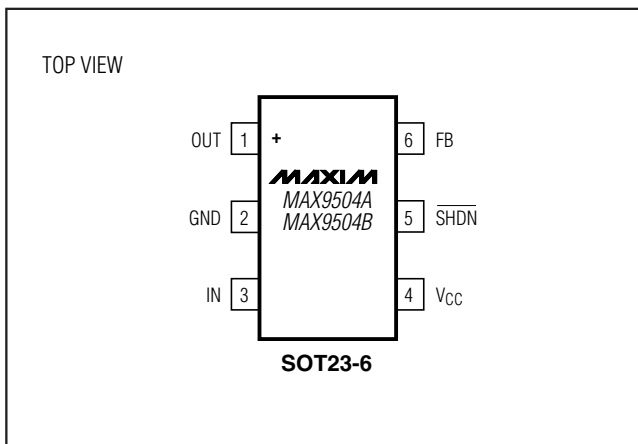 TOP VIEW
OUT 1 + 6 FB
MAXIM
MAX9504A
GND 2 MAX9504B 5 SHDN
IN 3 4 VCC
SOT23-6